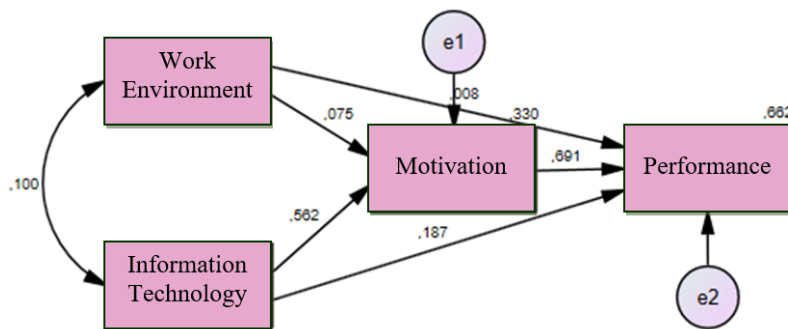 e1
Work
Environment
,008
,330
,662
,075
Motivation
,691
Performance
,100
,562
,187
Information
Technology
e2